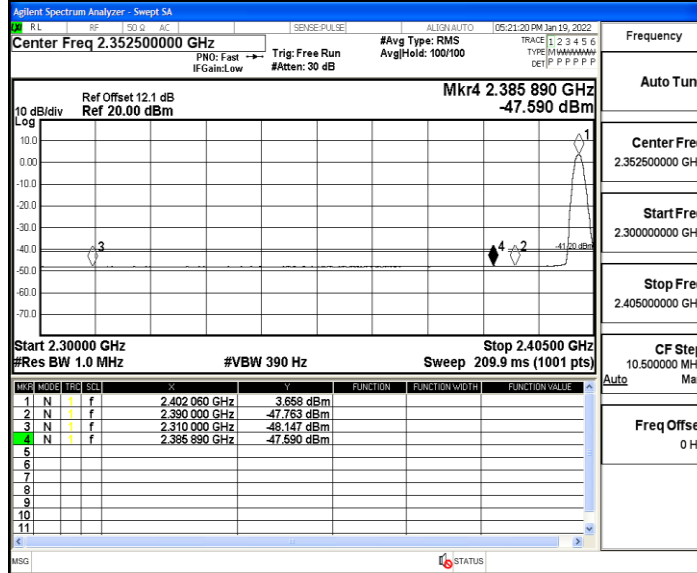 Agilent Spectrum Analyzer - Swept SA
RL RF 50 Ω AC SENSE:PULSE ALIGN AUTO 05:21:20 PM Jan 19, 2022
Center Freq 2.352500000 GHz #Avg Type: RMS TRACE 1 2 3 4 5 6
PNO: Fast Trig: Free Run Avg|Hold: 100/100 TYPE M
IFGain:Low #Atten: 30 dB DET P P P P P P
Mkr4 2.385 890 GHz
Ref Offset 12.1 dB
10 dB/div Ref 20.00 dBm -47.590 dBm
Log
10.0
0.00
-10.0
-20.0
-30.0
-40.0
-50.0
-60.0
-70.0
1
3
4
2
-41.20 dBm
Start 2.30000 GHz Stop 2.40500 GHz
#Res BW 1.0 MHz #VBW 390 Hz Sweep 209.9 ms (1001 pts)
MKR MODE TRC SCL X Y FUNCTION FUNCTION WIDTH FUNCTION VALUE
1 N 1 f 2.402 060 GHz 3.658 dBm
2 N 1 f 2.390 000 GHz -47.763 dBm
3 N 1 f 2.310 000 GHz -48.147 dBm
4 N 1 f 2.385 890 GHz -47.590 dBm
5
6
7
8
9
10
11
MSG STATUS
Frequency
Auto Tun
Center Fre
2.352500000 GH
Start Fre
2.300000000 GH
Stop Fre
2.405000000 GH
CF Ste
10.500000 MH
Auto Ma
Freq Offse
0 H